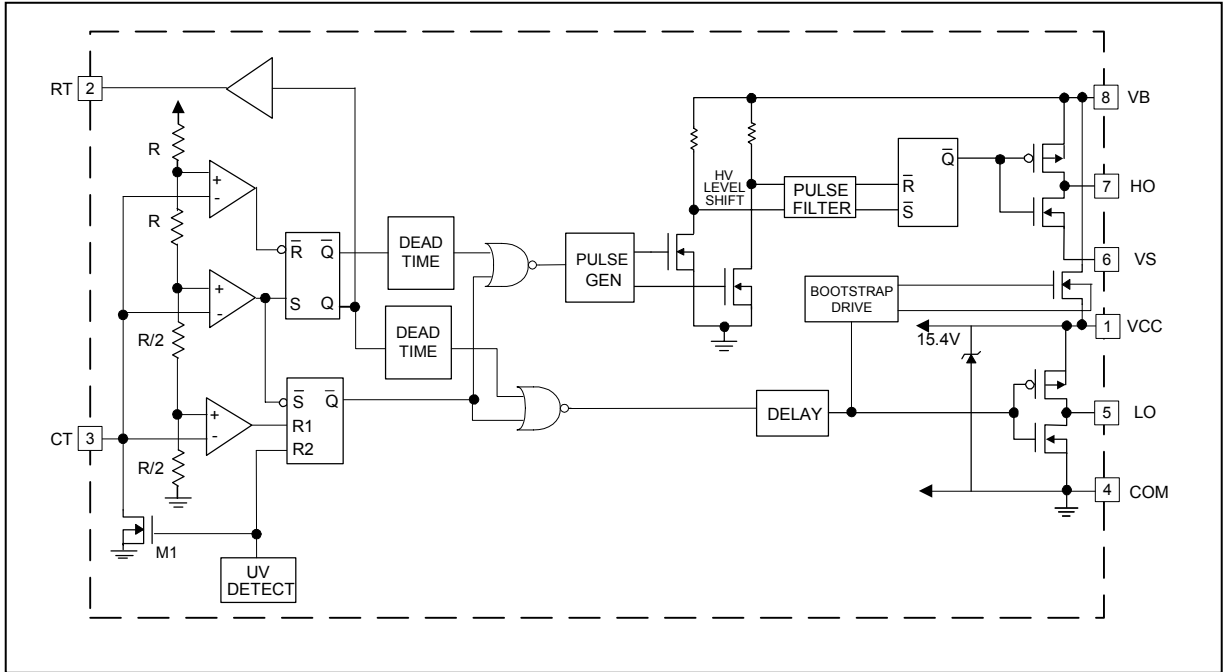 RT 2
8 VB
R
HV
LEVEL
SHIFT
PULSE
FILTER
R̅
S̅
Q̅
7 HO
+
-
R
DEAD
TIME
R̅
S
Q̅
Q
PULSE
GEN
6 VS
+
-
BOOTSTRAP
DRIVE
R/2
DEAD
TIME
15.4V
1 VCC
S̅
R1
R2
Q̅
+
-
DELAY
5 LO
CT 3
R/2
4 COM
M1
UV
DETECT